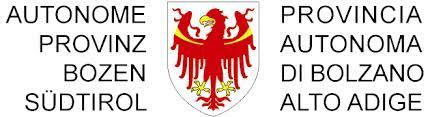 AUTONOME
PROVINZ
BOZEN
SÜDTIROL
PROVINCIA
AUTONOMA
DI BOLZANO
ALTO ADIGE